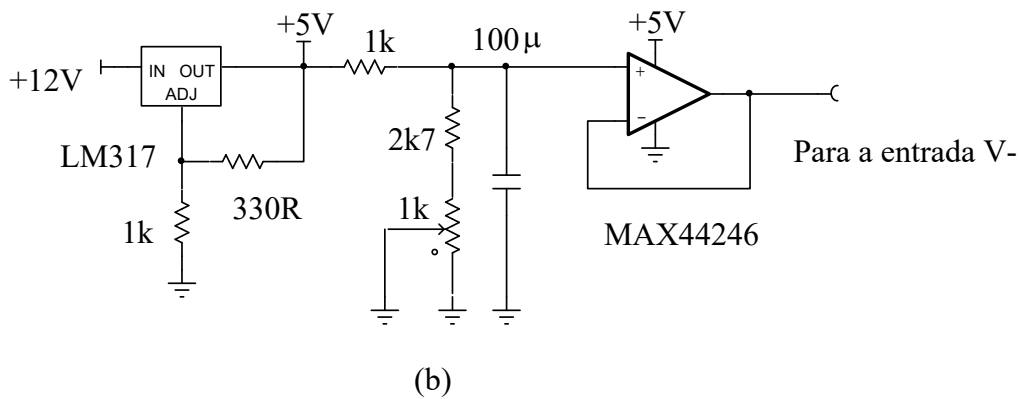 +5V
1k
100µ
+5V
+12V
IN OUT
ADJ
+
−
LM317
2k7
Para a entrada V-
330R
1k
1k
MAX44246
(b)